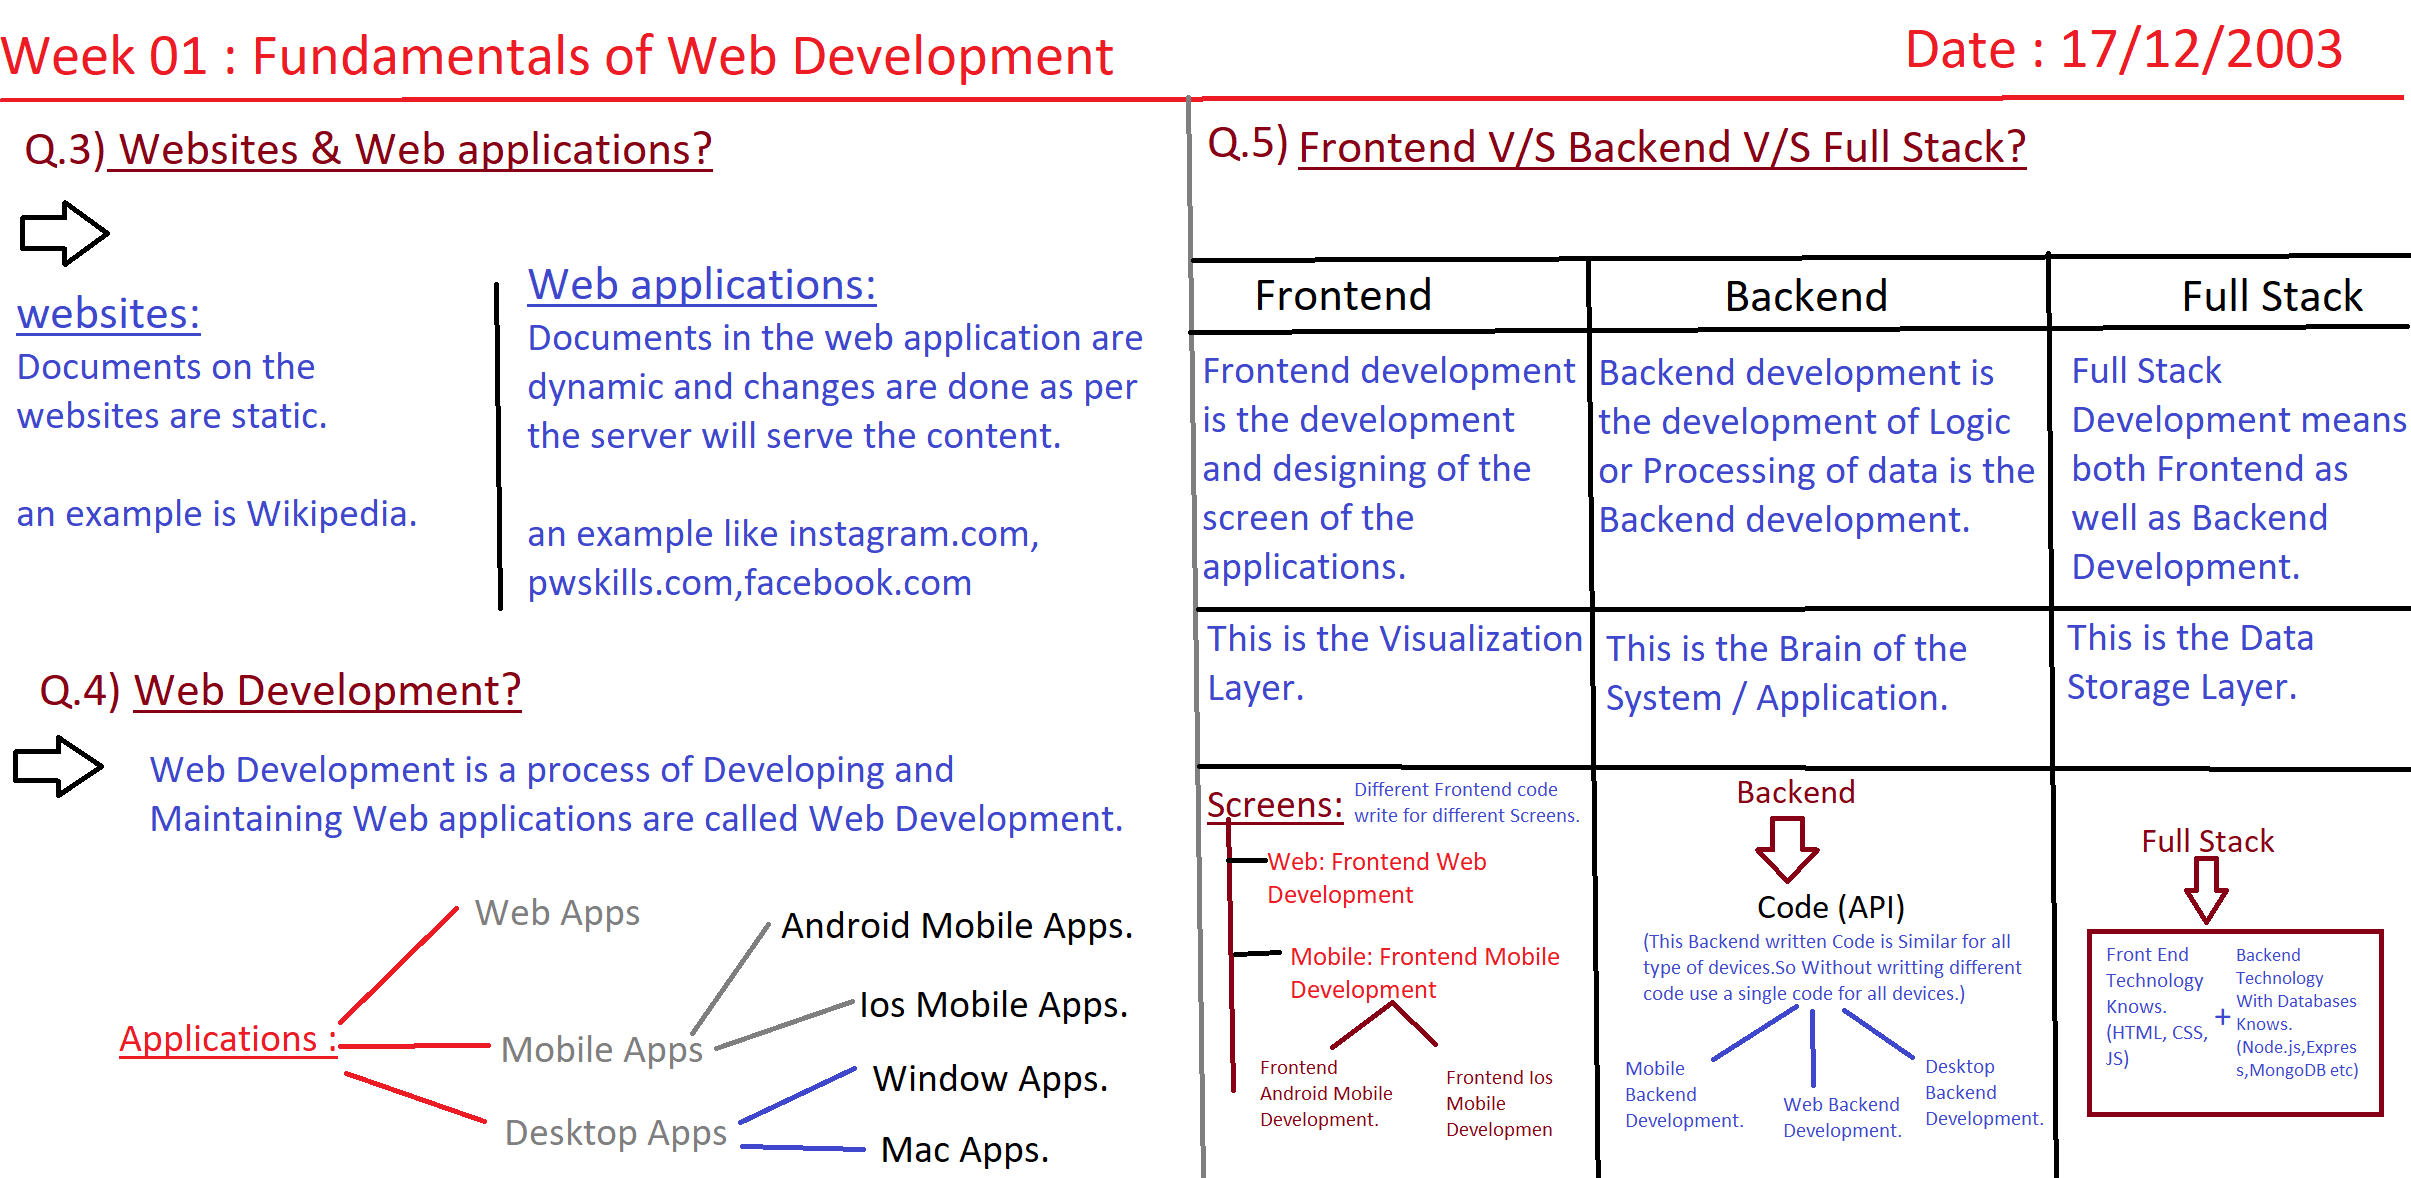 Week 01 : Fundamentals of Web Development
Date : 17/12/2003
Q.3) Websites & Web applications?
websites:
Documents on the
websites are static.
an example is Wikipedia.
Web applications:
Documents in the web application are
dynamic and changes are done as per
the server will serve the content.
an example like instagram.com,
pwskills.com,facebook.com
Q.4) Web Development?
Web Development is a process of Developing and
Maintaining Web applications are called Web Development.
Applications :
Web Apps
Mobile Apps
Android Mobile Apps.
Ios Mobile Apps.
Desktop Apps
Window Apps.
Mac Apps.
Q.5) Frontend V/S Backend V/S Full Stack?
Frontend
Backend
Full Stack
Frontend development
is the development
and designing of the
screen of the
applications.
Backend development is
the development of Logic
or Processing of data is the
Backend development.
Full Stack
Development means
both Frontend as
well as Backend
Development.
This is the Visualization
Layer.
This is the Brain of the
System / Application.
This is the Data
Storage Layer.
Screens:
Different Frontend code
write for different Screens.
Web: Frontend Web
Development
Mobile: Frontend Mobile
Development
Frontend
Android Mobile
Development.
Frontend Ios
Mobile
Developmen
Backend
Code (API)
(This Backend written Code is Similar for all
type of devices.So Without writting different
code use a single code for all devices.)
Mobile
Backend
Development.
Web Backend
Development.
Desktop
Backend
Development.
Full Stack
Front End
Technology
Knows.
(HTML, CSS,
JS)
+
Backend
Technology
With Databases
Knows.
(Node.js,Expres
s,MongoDB etc)